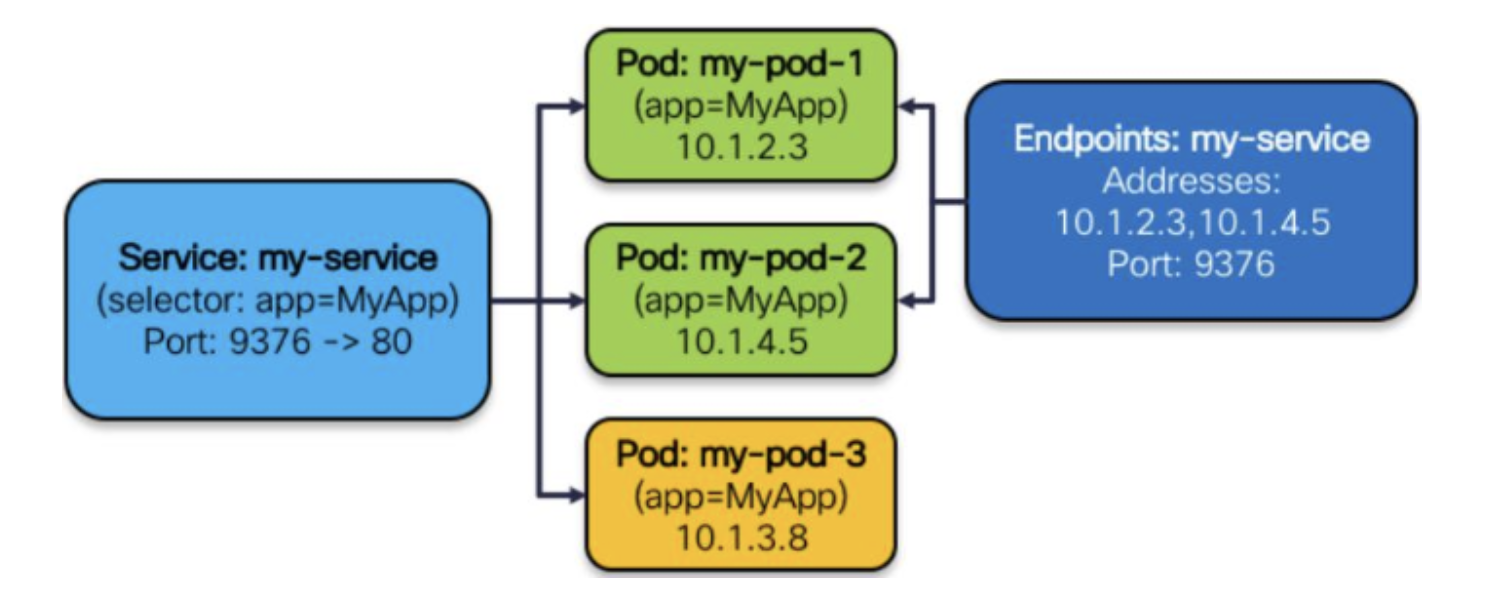 Service: my-service
(selector: app=MyApp)
Port: 9376 -> 80
Pod: my-pod-1
(app=MyApp)
10.1.2.3
Pod: my-pod-2
(app=MyApp)
10.1.4.5
Pod: my-pod-3
(app=MyApp)
10.1.3.8
Endpoints: my-service
Addresses:
10.1.2.3,10.1.4.5
Port: 9376